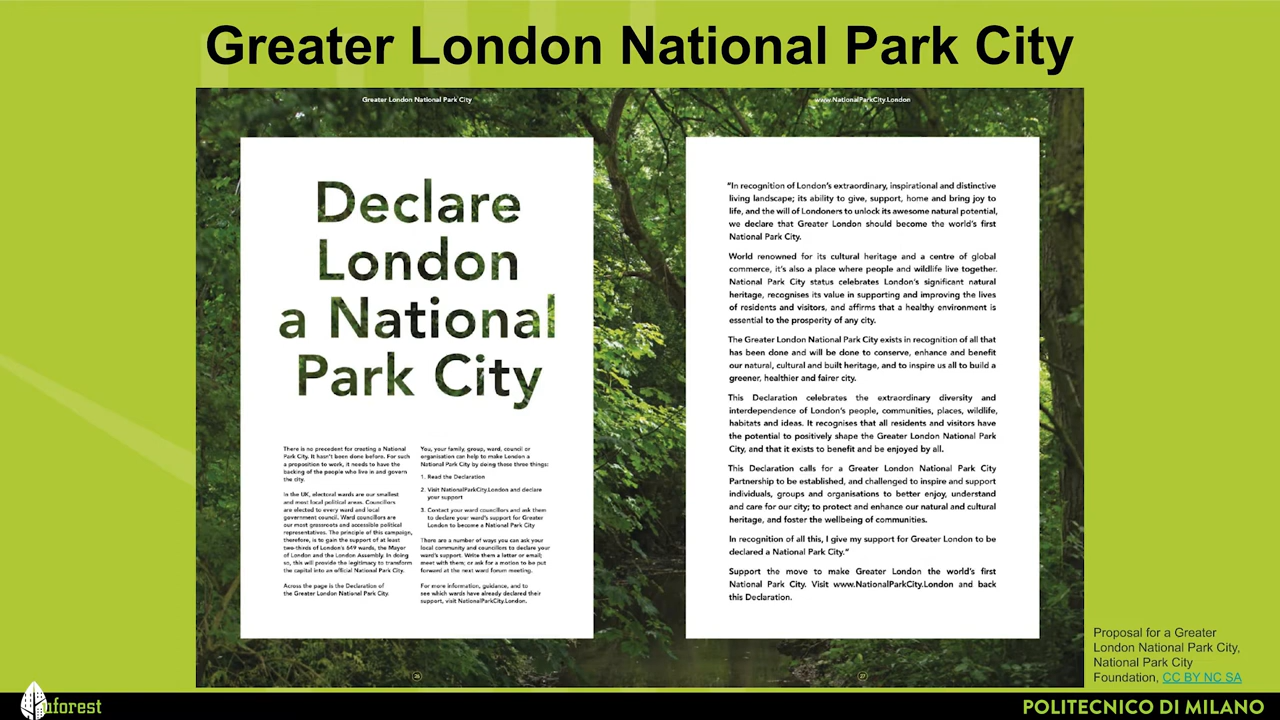 Greater London National Park City
Greater London National Park City
www.NationalParkCity.London
Declare
London
a National
Park City
There is no precedent for creating a National
Park City. It hasn't been done before. For such
a proposition to work, it needs to have the
backing of the people who live in and govern
the city.
In the UK, electoral wards are our smallest
and most local political areas. Councillors
are elected to every ward and local
government council. Ward councillors are
our most grassroots and accessible political
representatives. The principle of this campaign,
therefore, is to gain the support of at least
two-thirds of London's 649 wards, the Mayor
of London and the London Assembly. In doing
so, this will provide the legitimacy to transform
the capital into an official National Park City.
Across the page is the Declaration of
the Greater London National Park City.
You, your family, group, ward, council or
organisation can help to make London a
National Park City by doing these three things:
1. Read the Declaration
2. Visit NationalParkCity.London and declare
your support
3. Contact your ward councillors and ask them
to declare your ward's support for Greater
London to become a National Park City
There are a number of ways you can ask your
local community and councillors to declare your
ward's support. Write them a letter or email;
meet with them; or ask for a motion to be put
forward at the next ward forum meeting.
For more information, guidance, and to
see which wards have already declared their
support, visit NationalParkCity.London.
"In recognition of London's extraordinary, inspirational and distinctive
living landscape; its ability to give, support, home and bring joy to
life, and the will of Londoners to unlock its awesome natural potential,
we declare that Greater London should become the world's first
National Park City.
World renowned for its cultural heritage and a centre of global
commerce, it's also a place where people and wildlife live together.
National Park City status celebrates London's significant natural
heritage, recognises its value in supporting and improving the lives
of residents and visitors, and affirms that a healthy environment is
essential to the prosperity of any city.
The Greater London National Park City exists in recognition of all that
has been done and will be done to conserve, enhance and benefit
our natural, cultural and built heritage, and to inspire us all to build a
greener, healthier and fairer city.
This Declaration celebrates the extraordinary diversity and
interdependence of London's people, communities, places, wildlife,
habitats and ideas. It recognises that all residents and visitors have
the potential to positively shape the Greater London National Park
City, and that it exists to benefit and be enjoyed by all.
This Declaration calls for a Greater London National Park City
Partnership to be established, and challenged to inspire and support
individuals, groups and organisations to better enjoy, understand
and care for our city; to protect and enhance our natural and cultural
heritage, and foster the wellbeing of communities.
In recognition of all this, I give my support for Greater London to be
declared a National Park City."
Support the move to make Greater London the world's first
National Park City. Visit www.NationalParkCity.London and back
this Declaration.
26
27
Proposal for a Greater
London National Park City,
National Park City
Foundation, CC BY NC SA
uforest
POLITECNICO DI MILANO